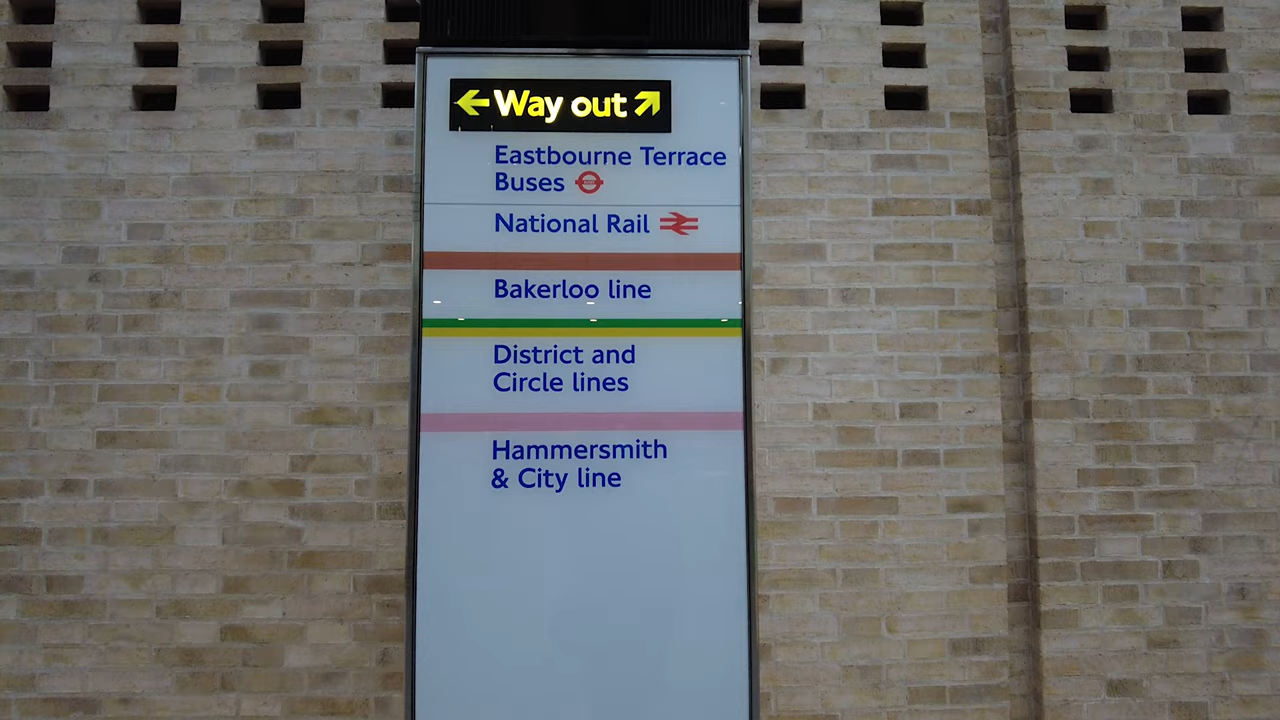 Way out
Eastbourne Terrace
Buses
National Rail
Bakerloo line
District and
Circle lines
Hammersmith
& City line